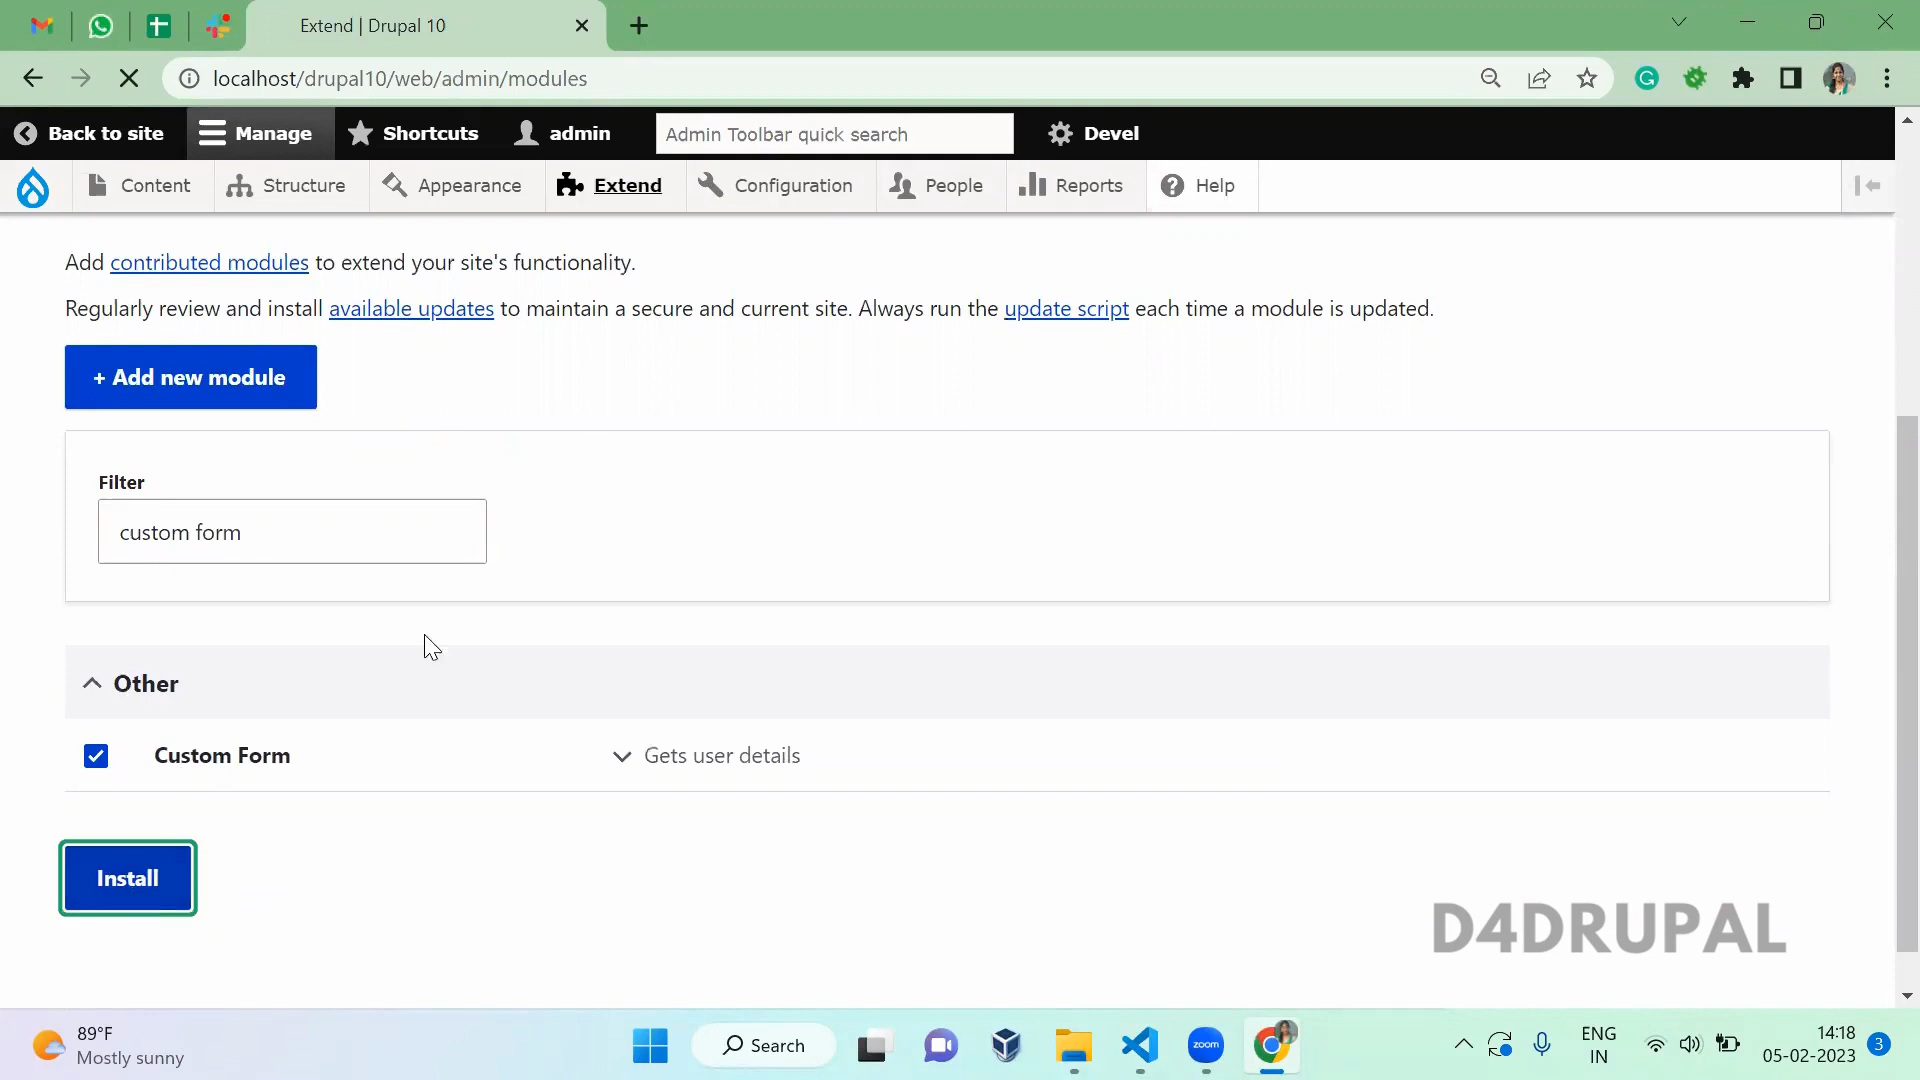 Extend | Drupal 10
localhost/drupal10/web/admin/modules
Back to site Manage Shortcuts admin Admin Toolbar quick search Devel
Content Structure Appearance Extend Configuration People Reports Help
Add contributed modules to extend your site's functionality.
Regularly review and install available updates to maintain a secure and current site. Always run the update script each time a module is updated.
+ Add new module
Filter
custom form
Other
Custom Form Gets user details
Install
D4DRUPAL
89°F
Mostly sunny
Search
zoom
ENG
IN
14:18
05-02-2023
3